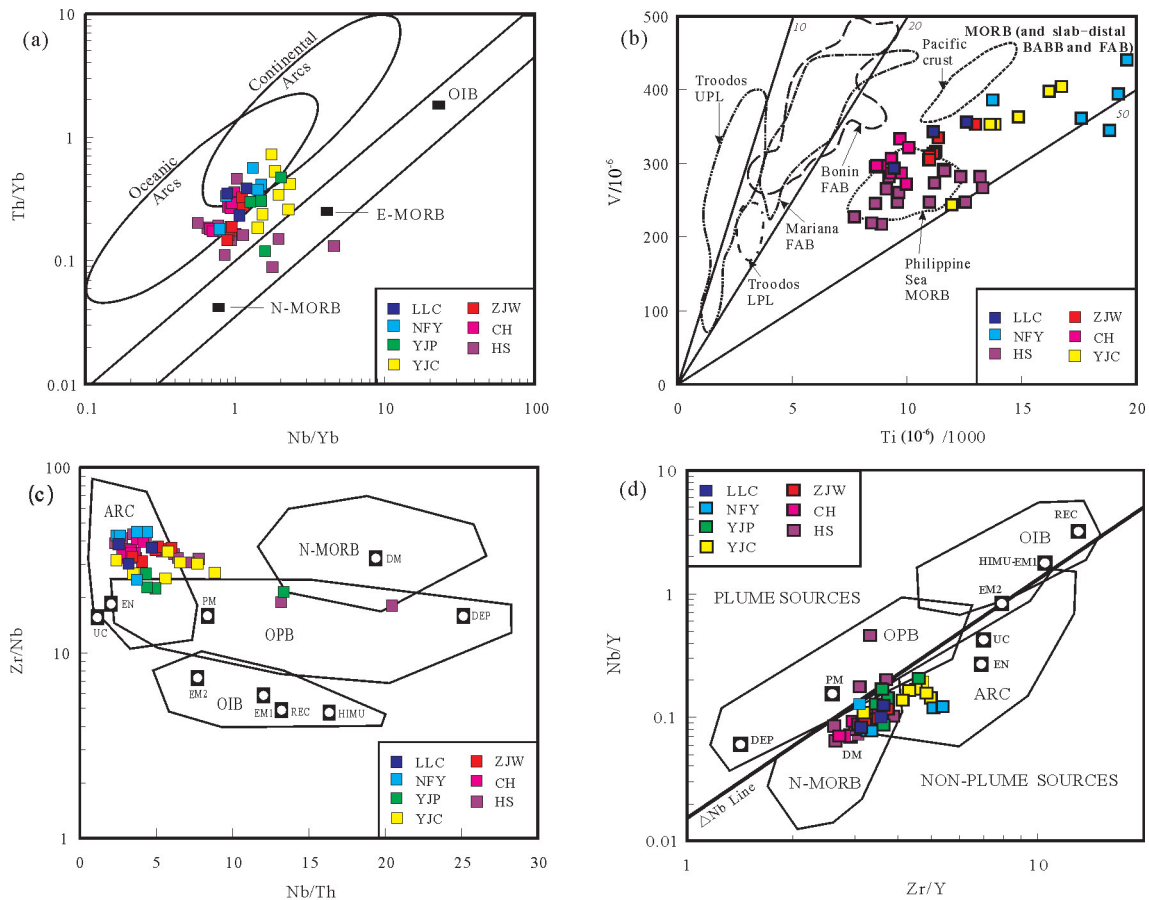 (a)
10
1
0.1
0.01
Th/Yb
0.1
1
10
100
Nb/Yb
Continental
Arcs
Oceanic
Arcs
OIB
E-MORB
N-MORB
LLC
NFY
YJP
YJC
ZJW
CH
HS
(b)
500
400
300
200
100
0
V/10⁻⁶
0
5
10
15
20
Ti (10⁻⁶) /1000
10
20
50
MORB (and slab-distal
BABB and FAB)
Pacific
crust
Troodos
UPL
Bonin
FAB
Mariana
FAB
Troodos
LPL
Philippine
Sea
MORB
LLC
NFY
HS
ZJW
CH
YJC
(c)
100
10
1
Zr/Nb
0
5
10
15
20
25
30
Nb/Th
ARC
N-MORB
DM
EN
UC
PM
OPB
DEP
EM2
OIB
EM1
REC
HIMU
LLC
NFY
YJP
YJC
ZJW
CH
HS
(d)
10
1
0.1
0.01
Nb/Y
1
10
Zr/Y
LLC
NFY
YJP
YJC
ZJW
CH
HS
REC
OIB
HIMU
EM1
EM2
PLUME SOURCES
OPB
UC
EN
PM
ARC
DEP
DM
N-MORB
NON-PLUME SOURCES
△Nb Line